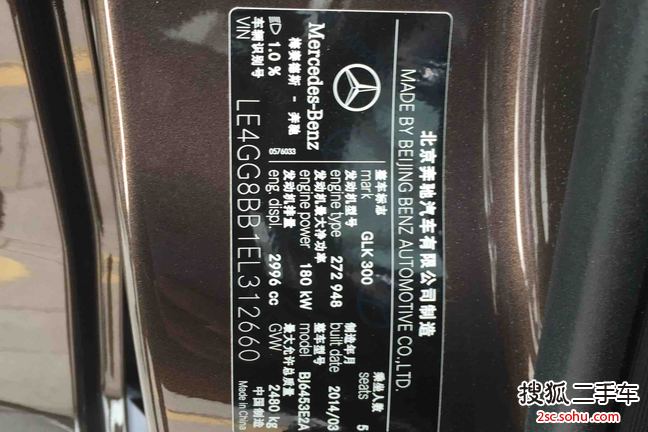 北京奔驰汽车有限公司制造
MADE BY BEIJING BENZ AUTOMOTIVE CO.,LTD.
整车标志 mark GLK 300
乘坐人数 seats 5
发动机型号 engine type 272 948
制造年月 built date 2014/03
Mercedes-Benz
梅赛德斯-奔驰
0576033
发动机最大净功率 engine power 180 kW
整车型号 model BJ6453E2A
发动机排量 eng. displ. 2996 cc
最大允许总质量 GVW 2480 kg
1.0 %
中国制造
Made in China
车辆识别号
VIN LE4GG8BB1EL312660
搜狐二手车
2sc.sohu.com